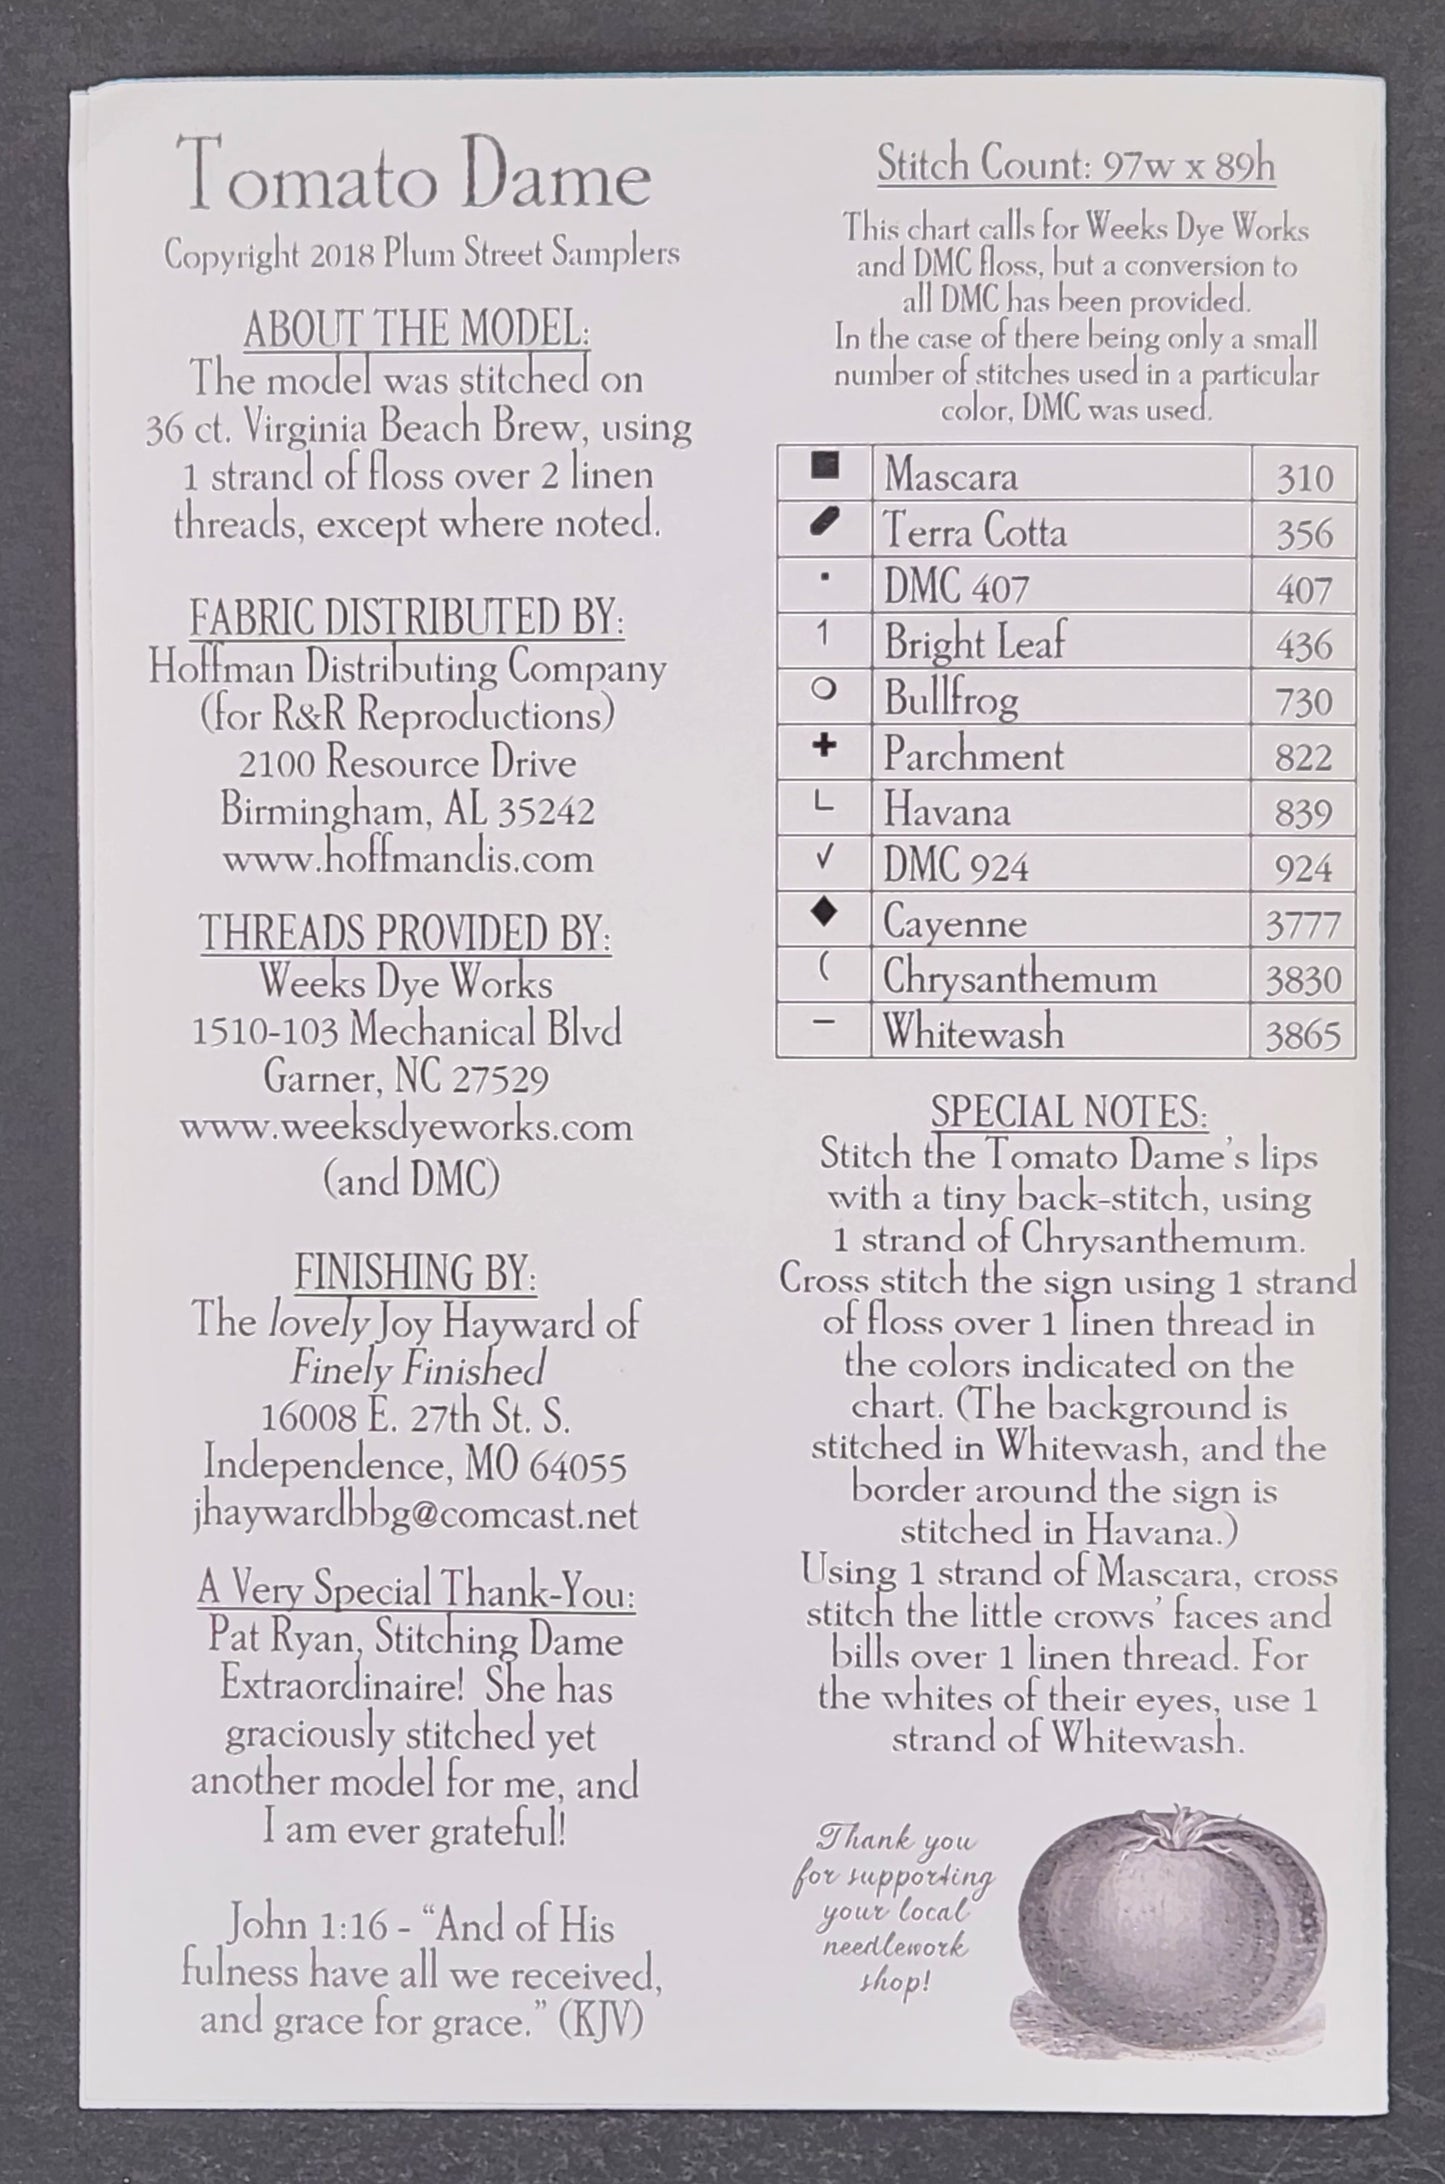 Tomato Dame
Copyright 2018 Plum Street Samplers
ABOUT THE MODEL:
The model was stitched on
36 ct. Virginia Beach Brew, using
1 strand of floss over 2 linen
threads, except where noted.
FABRIC DISTRIBUTED BY:
Hoffman Distributing Company
(for R&R Reproductions)
2100 Resource Drive
Birmingham, AL 35242
www.hoffmandis.com
THREADS PROVIDED BY:
Weeks Dye Works
1510-103 Mechanical Blvd
Garner, NC 27529
www.weeksdyeworks.com
(and DMC)
FINISHING BY:
The lovely Joy Hayward of
Finely Finished
16008 E. 27th St. S.
Independence, MO 64055
jhaywardbbg@comcast.net
A Very Special Thank-You:
Pat Ryan, Stitching Dame
Extraordinaire! She has
graciously stitched yet
another model for me, and
I am ever grateful!
John 1:16 - “And of His
fulness have all we received,
and grace for grace.” (KJV)
Stitch Count: 97w x 89h
This chart calls for Weeks Dye Works
and DMC floss, but a conversion to
all DMC has been provided.
In the case of there being only a small
number of stitches used in a particular
color, DMC was used.
■ Mascara 310
Terra Cotta 356
▪ DMC 407 407
1 Bright Leaf 436
O Bullfrog 730
+ Parchment 822
L Havana 839
√ DMC 924 924
◆ Cayenne 3777
( Chrysanthemum 3830
– Whitewash 3865
SPECIAL NOTES:
Stitch the Tomato Dame’s lips
with a tiny back-stitch, using
1 strand of Chrysanthemum.
Cross stitch the sign using 1 strand
of floss over 1 linen thread in
the colors indicated on the
chart. (The background is
stitched in Whitewash, and the
border around the sign is
stitched in Havana.)
Using 1 strand of Mascara, cross
stitch the little crows’ faces and
bills over 1 linen thread. For
the whites of their eyes, use 1
strand of Whitewash.
Thank you
for supporting
your local
needlework
shop!